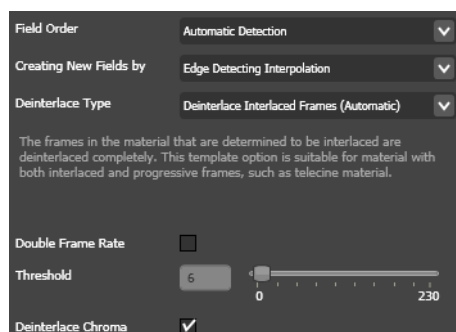 Field Order
Automatic Detection
Creating New Fields by
Edge Detecting Interpolation
Deinterlace Type
Deinterlace Interlaced Frames (Automatic)
The frames in the material that are determined to be interlaced are
deinterlaced completely. This template option is suitable for material with
both interlaced and progressive frames, such as telecine material.
Double Frame Rate
Threshold
6
0
230
Deinterlace Chroma